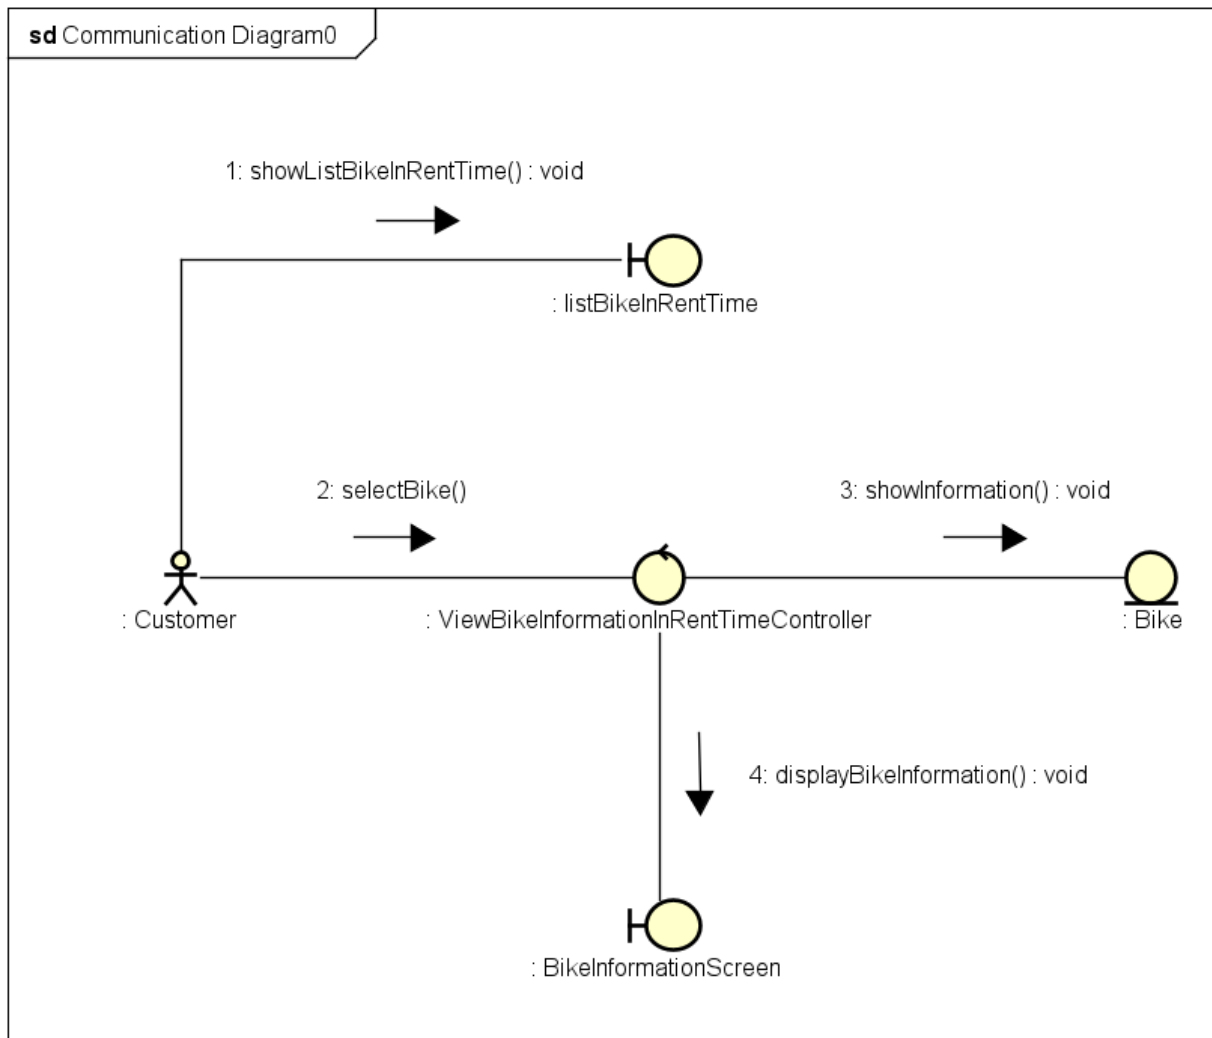 sd Communication Diagram0
1: showListBikeInRentTime() : void
: listBikeInRentTime
2: selectBike()
3: showInformation() : void
: Customer
: ViewBikeInformationInRentTimeController
: Bike
4: displayBikeInformation() : void
: BikeInformationScreen